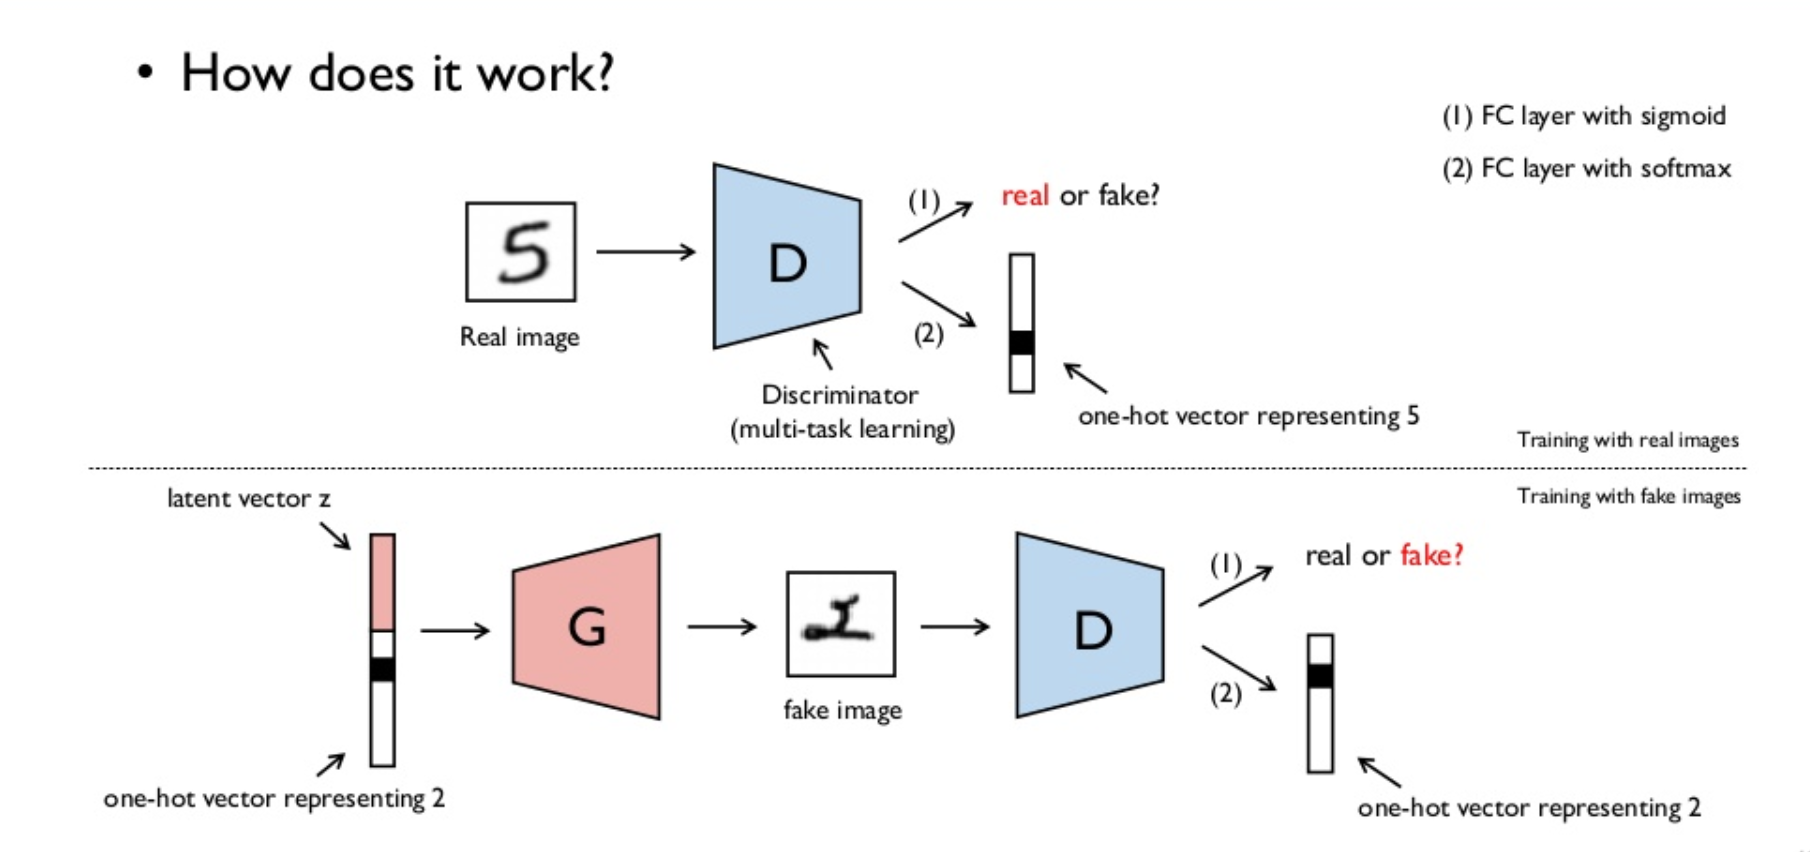 • How does it work?
(1) FC layer with sigmoid
(2) FC layer with softmax
5
Real image
D
(1)
real or fake?
(2)
Discriminator
(multi-task learning)
one-hot vector representing 5
Training with real images
Training with fake images
latent vector z
one-hot vector representing 2
G
fake image
D
(1)
real or fake?
(2)
one-hot vector representing 2